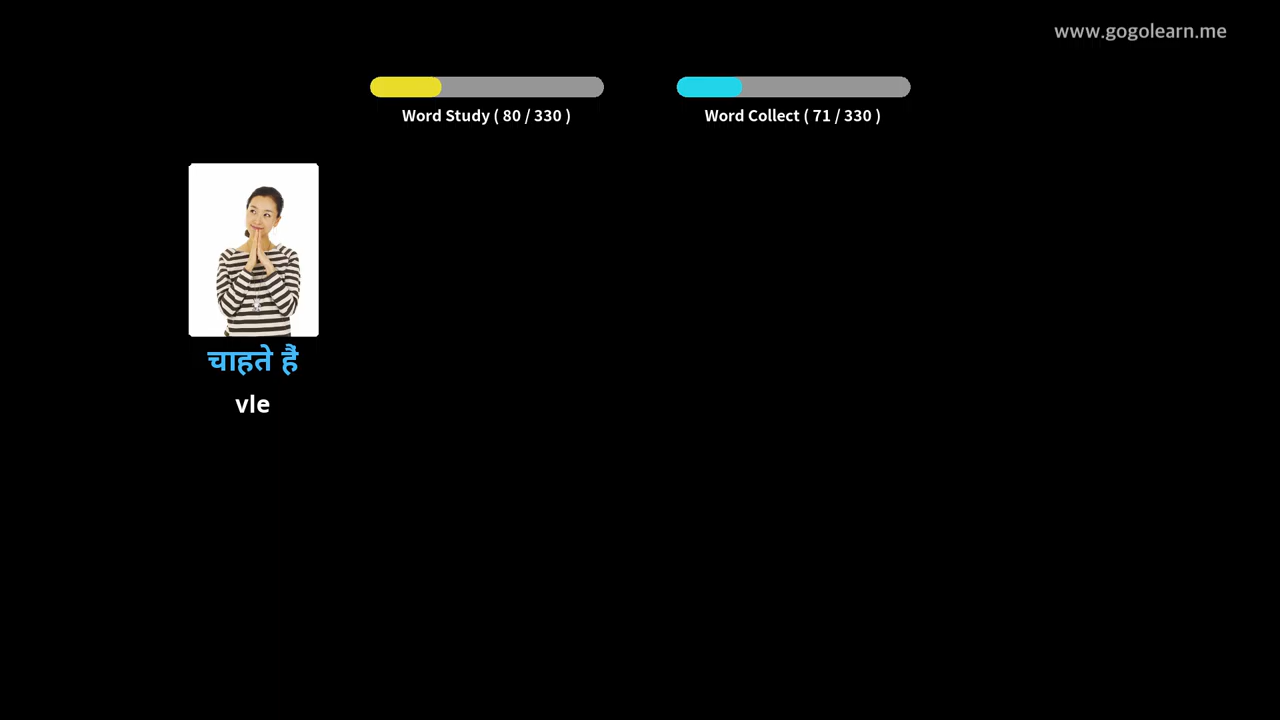 www.gogolearn.me
Word Study ( 80 / 330 )
Word Collect ( 71 / 330 )
चाहते हैं
vle